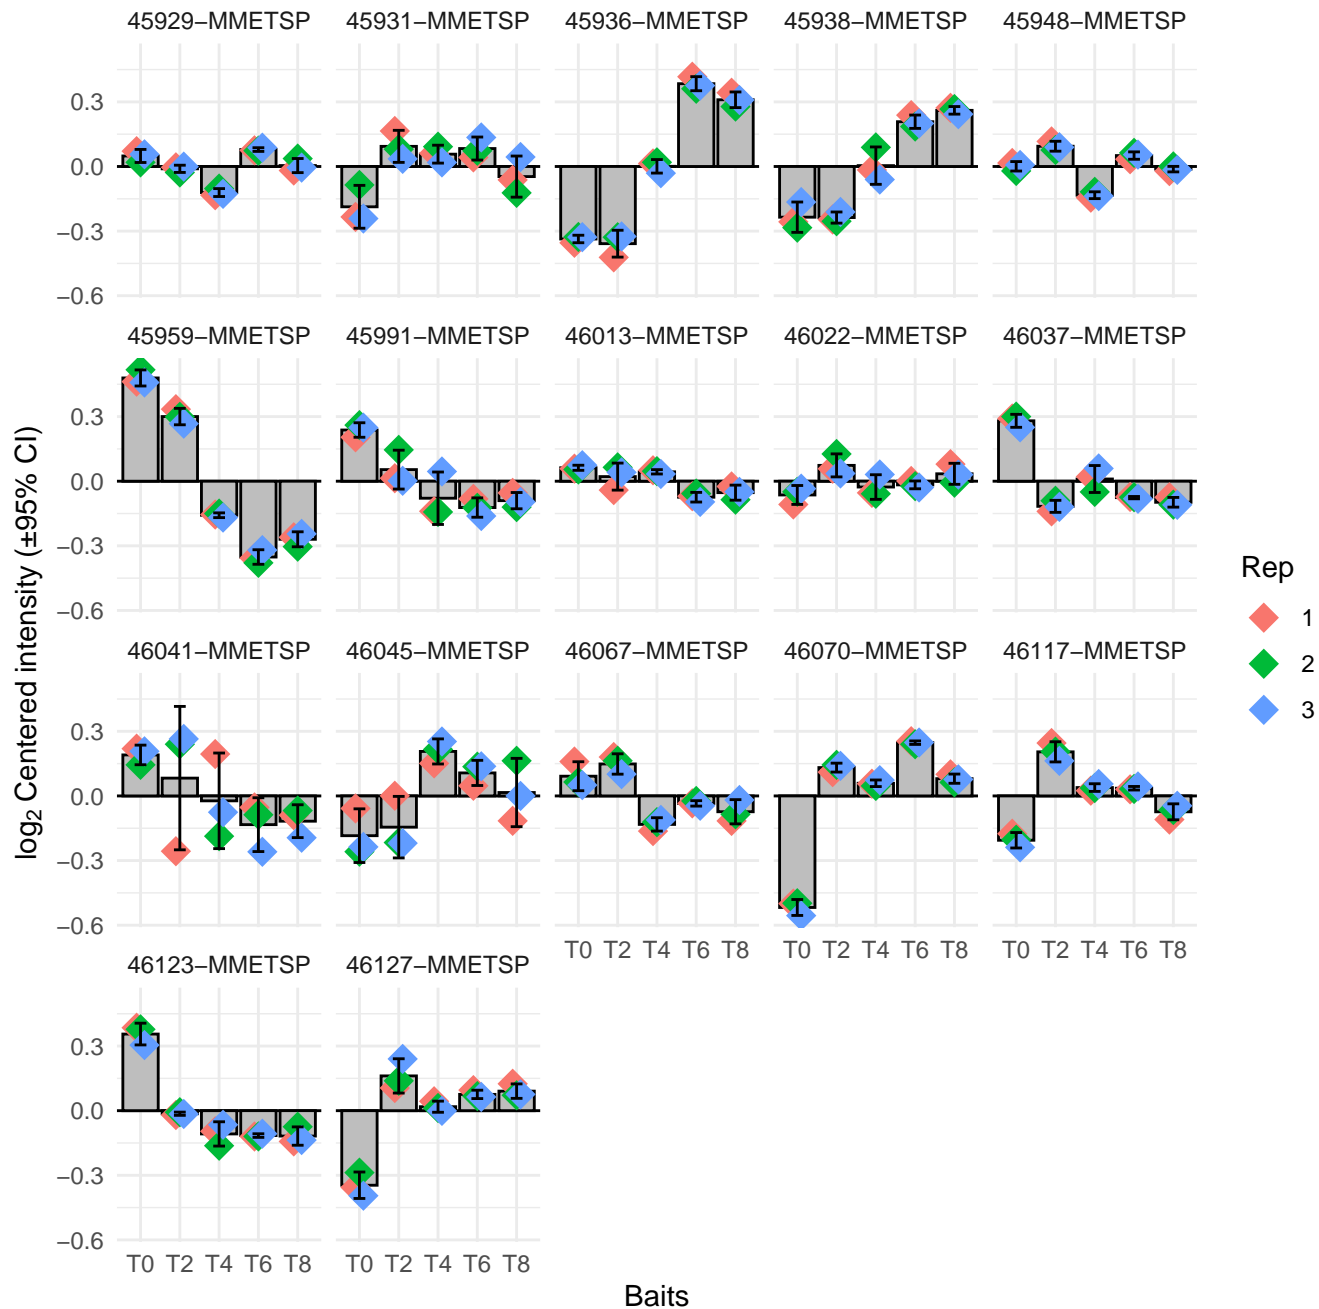 45929−MMETSP 45931−MMETSP 45936−MMETSP 45938−MMETSP 45948−MMETSP
0.3
0.0
−0.3
−0.6
45959−MMETSP 45991−MMETSP 46013−MMETSP 46022−MMETSP 46037−MMETSP
0.3
0.0
−0.3
−0.6
46041−MMETSP 46045−MMETSP 46067−MMETSP 46070−MMETSP 46117−MMETSP
0.3
0.0
−0.3
−0.6
T0 T2 T4 T6 T8 T0 T2 T4 T6 T8 T0 T2 T4 T6 T8
46123−MMETSP 46127−MMETSP
0.3
0.0
−0.3
−0.6
T0 T2 T4 T6 T8 T0 T2 T4 T6 T8
Baits
log2 Centered intensity (±95% CI)
Rep
1
2
3